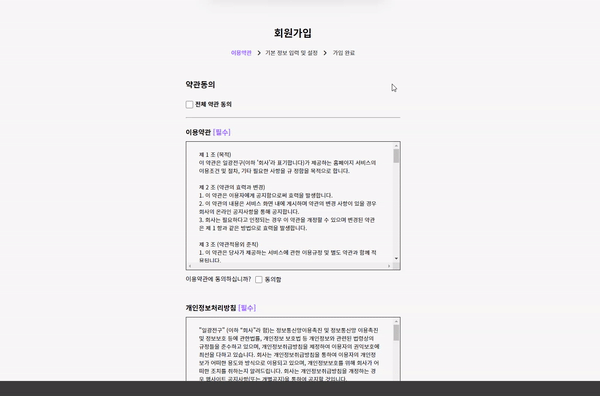 회원가입
이용약관 > 기본 정보 입력 및 설정 > 가입 완료
약관동의
전체 약관 동의
이용약관 [필수]
제 1 조 (목적)
이 약관은 일광전구(이하 '회사'라 표기합니다)가 제공하는 홈페이지 서비스의
이용조건 및 절차, 기타 필요한 사항을 규 정함을 목적으로 합니다.
제 2 조 (약관의 효력과 변경)
1. 이 약관은 이용자에게 공지함으로써 효력을 발생합니다.
2. 이 약관의 내용은 서비스 화면 내에 게시하며 약관의 변경 사항이 있을 경우
회사의 온라인 공지사항을 통해 공지합니다.
3. 회사는 필요하다고 인정되는 경우 이 약관을 개정할 수 있으며 변경된 약관
은 제 1 항과 같은 방법으로 효력을 발생합니다.
제 3 조 (약관적용외 준칙)
1. 이 약관은 당사가 제공하는 서비스에 관한 이용규정 및 별도 약관과 함께 적
용됩니다.
이용약관에 동의하십니까? 동의함
개인정보처리방침 [필수]
"일광전구" (이하 "회사"라 함)는 정보통신망이용촉진 및 정보통신망 이용촉진
및 정보보호 등에 관한법률, 개인정보 보호법 등 개인정보와 관련된 법령상의
규정들을 준수하고 있으며, 개인정보취급방침을 제정하여 이용자의 권익보호에
최선을 다하고 있습니다. 회사는 개인정보취급방침을 통하여 이용자의 개인정
보가 어떠한 용도와 방식으로 이용되고 있으며, 개인정보보호를 위해 회사가 어
떠한 조치를 취하는지 알려드립니다. 회사는 개인정보취급방침을 개정하는 경
우 웹사이트 공지사항(또는 개별공지)을 통하여 공지할 것입니다.